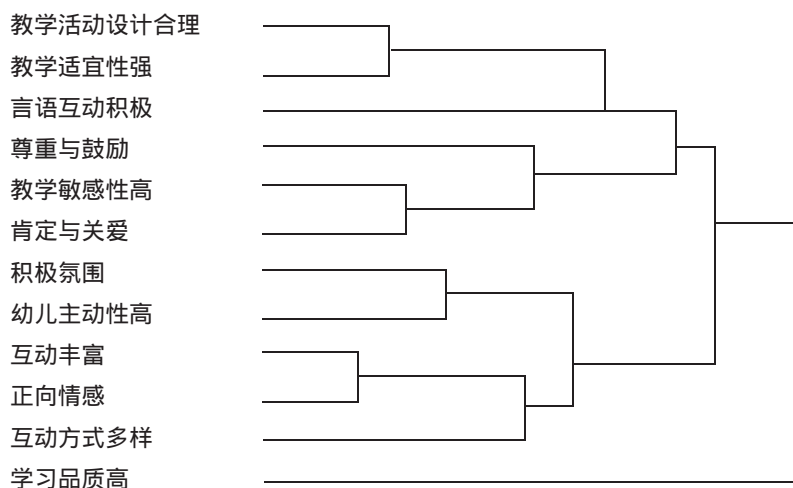 教学活动设计合理
教学适宜性强
言语互动积极
尊重与鼓励
教学敏感性高
肯定与关爱
积极氛围
幼儿主动性高
互动丰富
正向情感
互动方式多样
学习品质高